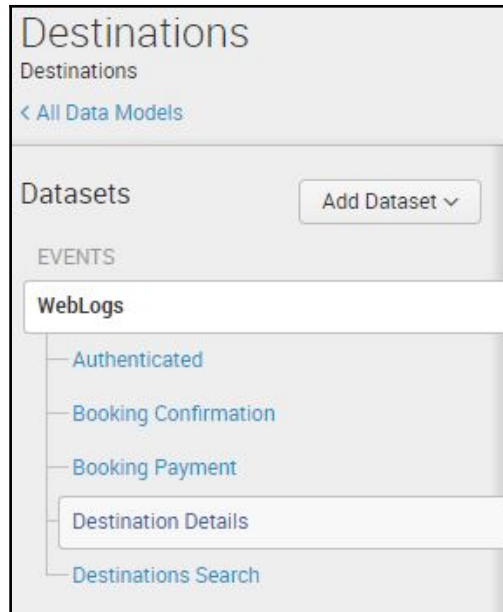 Destinations
Destinations
< All Data Models
Datasets
Add Dataset
EVENTS
WebLogs
Authenticated
Booking Confirmation
Booking Payment
Destination Details
Destinations Search